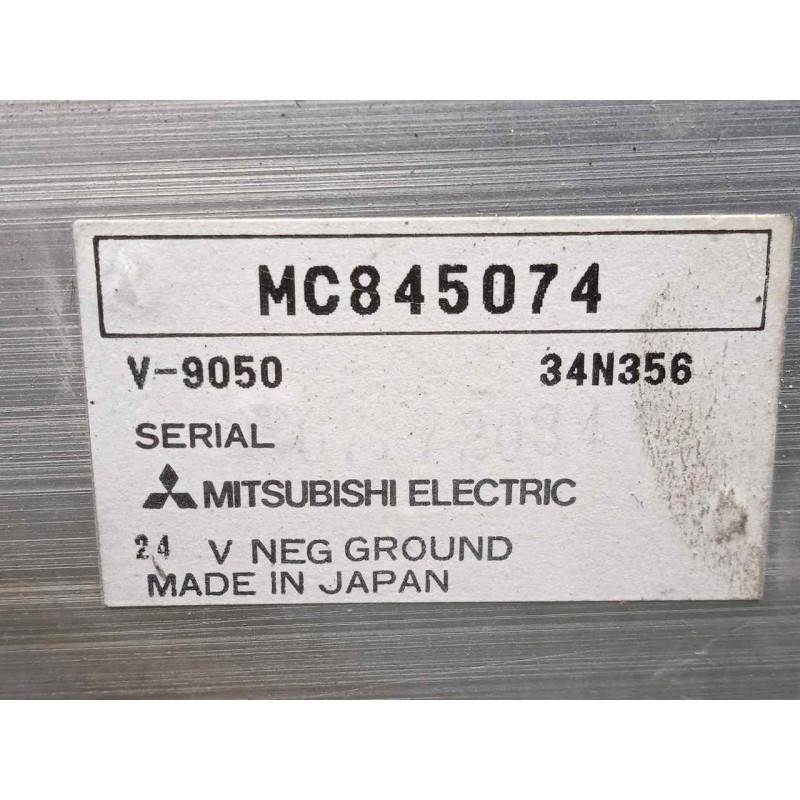 MC845074
V-9050 34N356
SERIAL
MITSUBISHI ELECTRIC
24 V NEG GROUND
MADE IN JAPAN